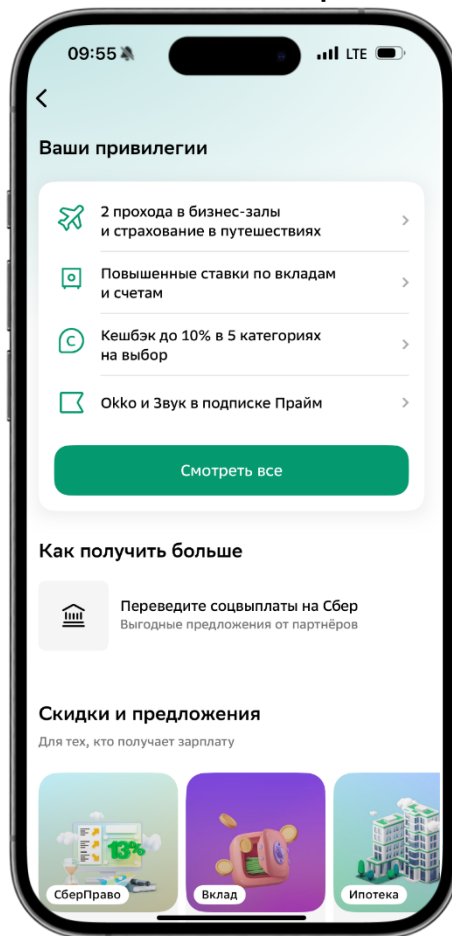 09:55
LTE
Ваши привилегии
2 прохода в бизнес-залы
и страхование в путешествиях
Повышенные ставки по вкладам
и счетам
С
Кешбэк до 10% в 5 категориях
на выбор
Okko и Звук в подписке Прайм
Смотреть все
Как получить больше
Переведите соцвыплаты на Сбер
Выгодные предложения от партнёров
Скидки и предложения
Для тех, кто получает зарплату
13%
СберПраво
Вклад
Ипотека